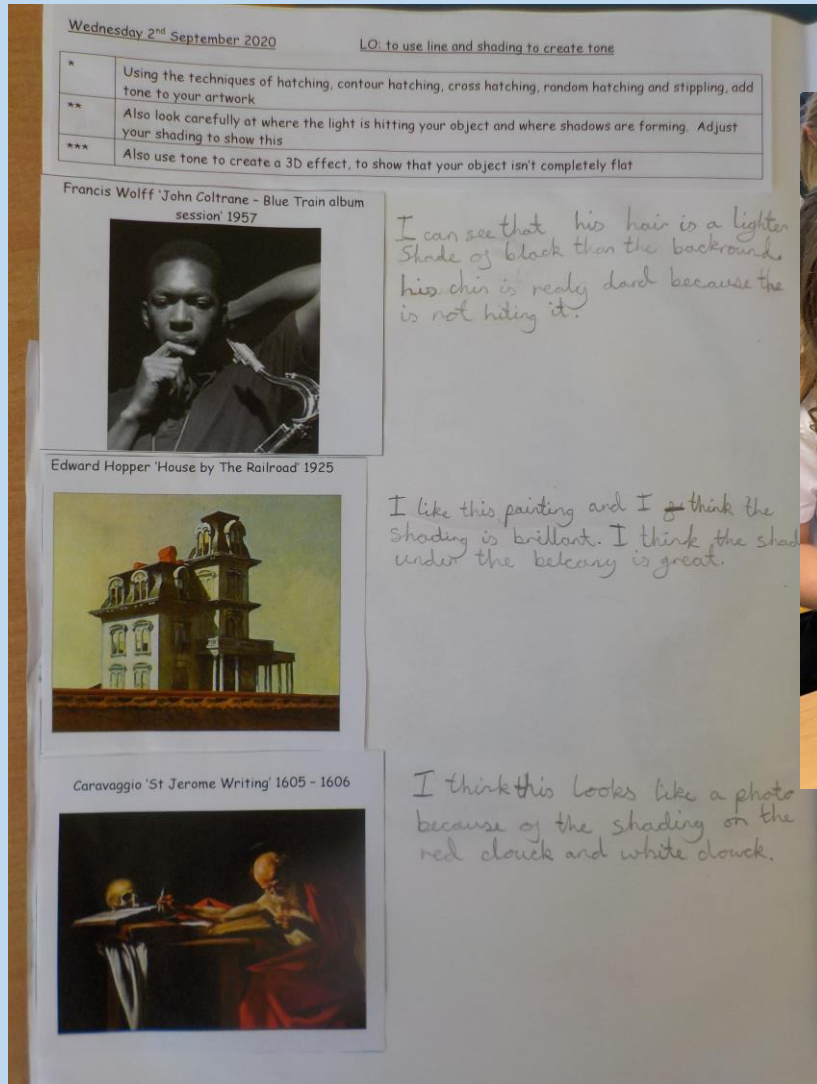 Wednesday 2nd September 2020
LO: to use line and shading to create tone
*
Using the techniques of hatching, contour hatching, cross hatching, random hatching and stippling, add
tone to your artwork
**
Also look carefully at where the light is hitting your object and where shadows are forming. Adjust
your shading to show this
***
Also use tone to create a 3D effect, to show that your object isn't completely flat
Francis Wolff 'John Coltrane - Blue Train album
session' 1957
I can see that his hair is a lighter
Shade of black than the backround.
his chin is realy dard because the
is not hiting it.
Edward Hopper 'House by The Railroad' 1925
I like this painting and I think the
shading is brillant. I think the shad
under the belcany is great.
Caravaggio 'St Jerome Writing' 1605 - 1606
I think this looks like a photo
because of the shading on the
red clouck and white clowck.